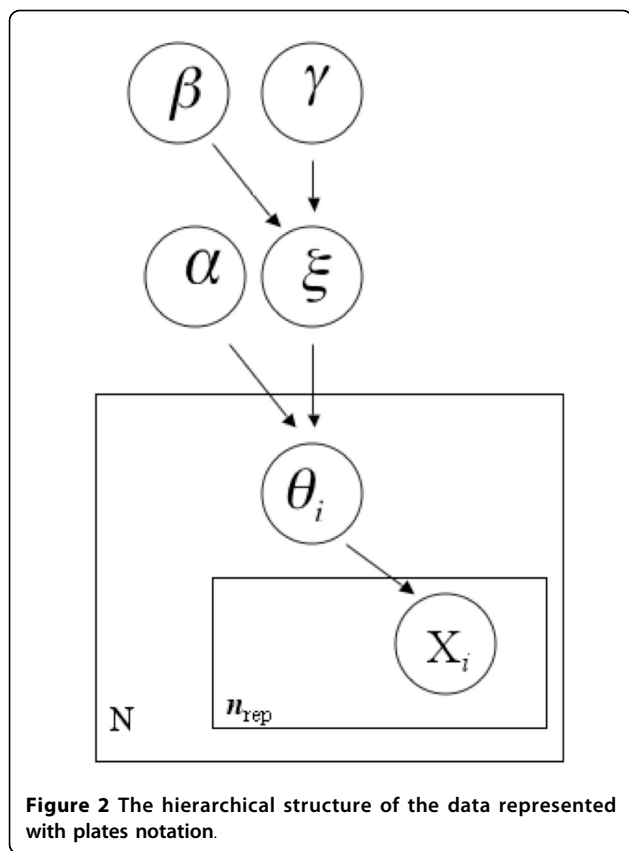 β γ
α ξ
θi
Xi
nrep
N
Figure 2 The hierarchical structure of the data represented
with plates notation.